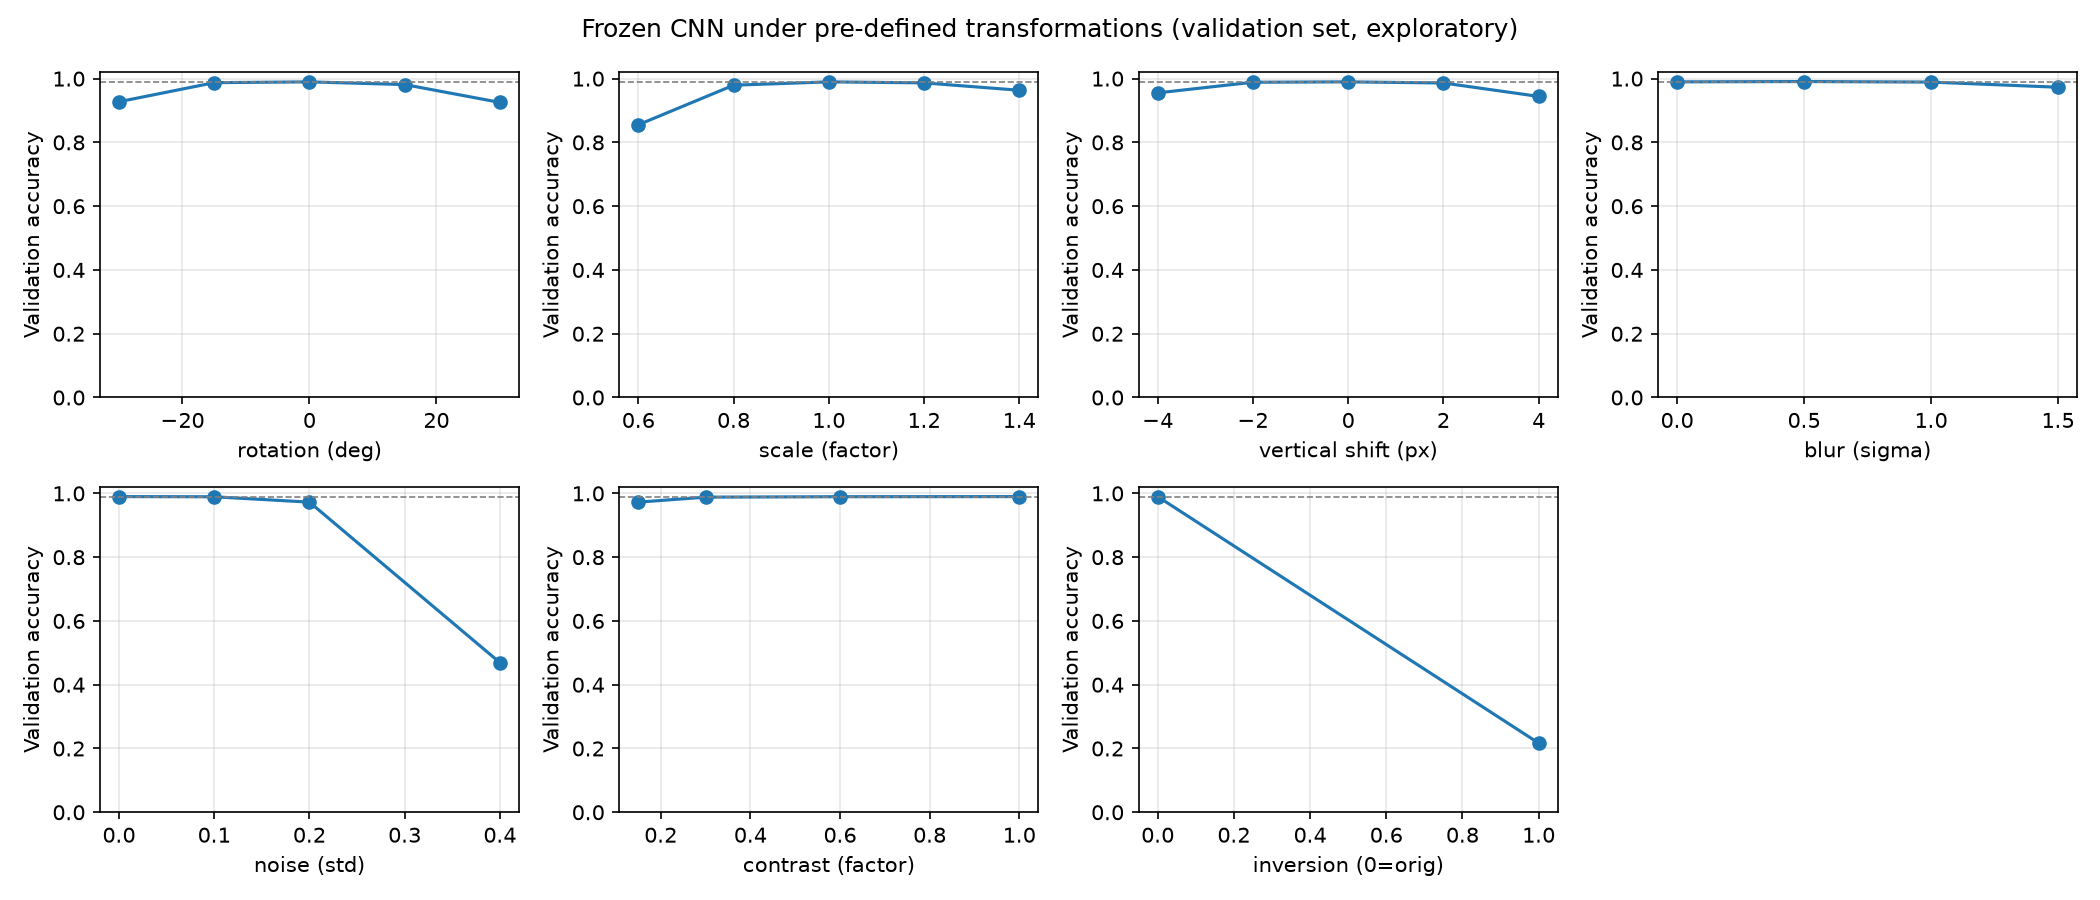 Frozen CNN under pre-defined transformations (validation set, exploratory)
Validation accuracy
1.0
0.8
0.6
0.4
0.2
0.0
−20 0 20
rotation (deg)
Validation accuracy
1.0
0.8
0.6
0.4
0.2
0.0
0.6 0.8 1.0 1.2 1.4
scale (factor)
Validation accuracy
1.0
0.8
0.6
0.4
0.2
0.0
−4 −2 0 2 4
vertical shift (px)
Validation accuracy
1.0
0.8
0.6
0.4
0.2
0.0
0.0 0.5 1.0 1.5
blur (sigma)
Validation accuracy
1.0
0.8
0.6
0.4
0.2
0.0
0.0 0.1 0.2 0.3 0.4
noise (std)
Validation accuracy
1.0
0.8
0.6
0.4
0.2
0.0
0.2 0.4 0.6 0.8 1.0
contrast (factor)
Validation accuracy
1.0
0.8
0.6
0.4
0.2
0.0
0.0 0.2 0.4 0.6 0.8 1.0
inversion (0=orig)